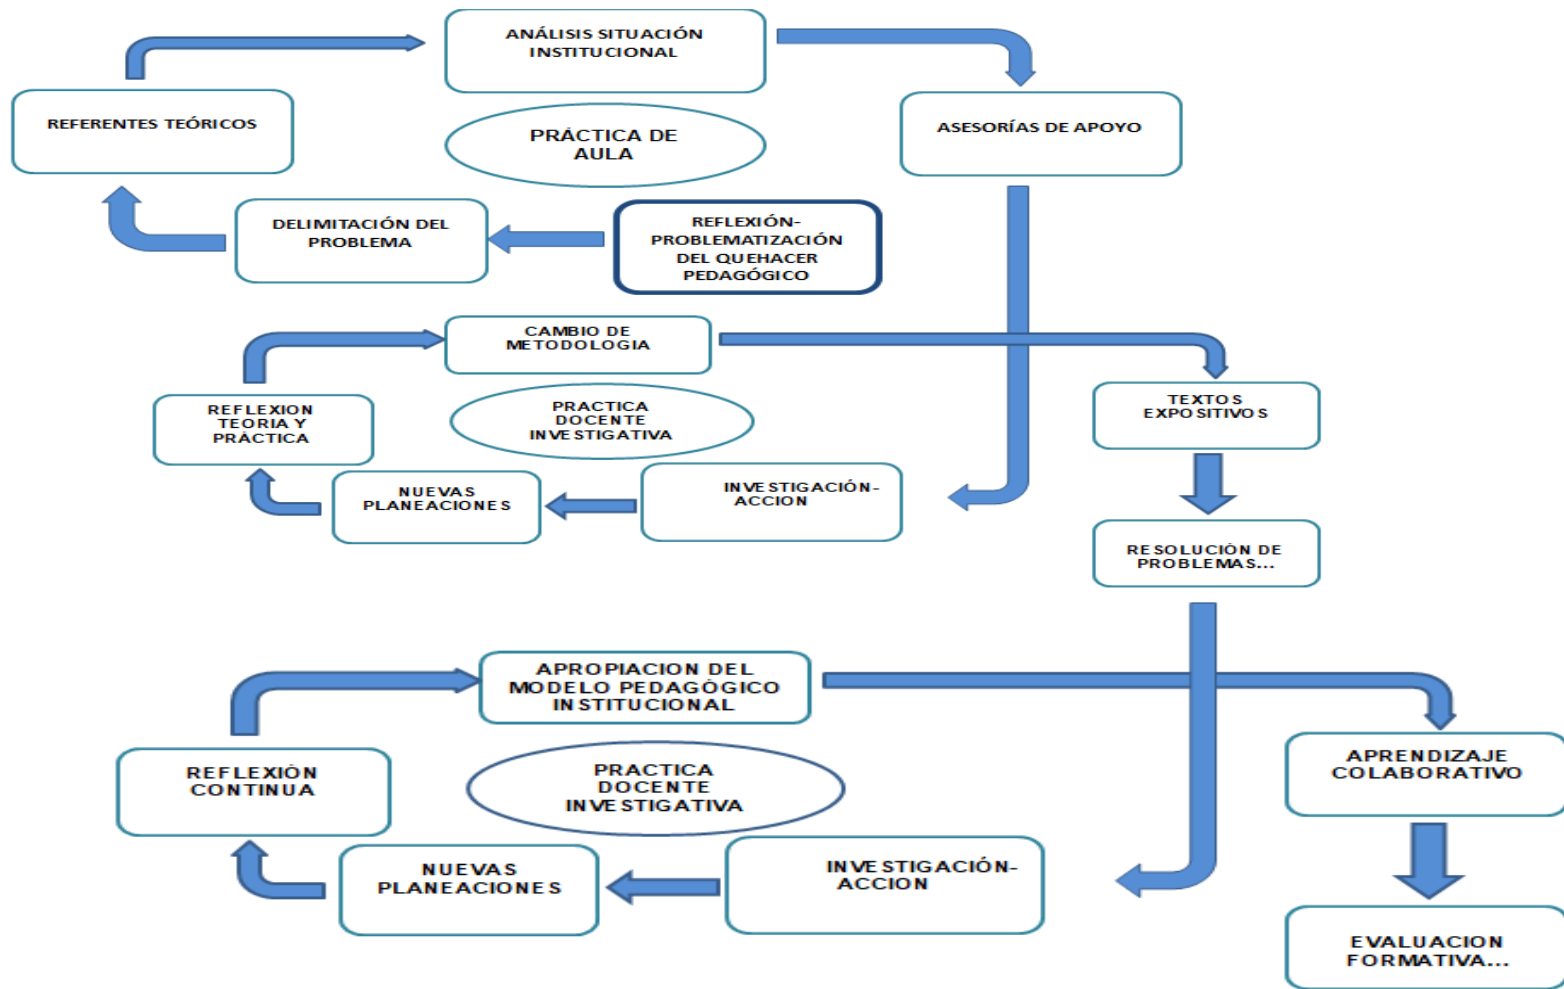 ANÁLISIS SITUACIÓN
INSTITUCIONAL
REFERENTES TEÓRICOS
ASESORÍAS DE APOYO
PRÁCTICA DE
AULA
DELIMITACIÓN DEL
PROBLEMA
REFLEXIÓN-
PROBLEMATIZACIÓN
DEL QUEHACER
PEDAGÓGICO
CAMBIO DE
METODOLOGIA
REFLEXION
TEORIA Y
PRÁCTICA
PRACTICA
DOCENTE
INVESTIGATIVA
TEXTOS
EXPOSITIVOS
NUEVAS
PLANEACIONES
INVESTIGACIÓN-
ACCION
RESOLUCIÓN DE
PROBLEMAS...
APROPIACION DEL
MODELO PEDAGÓGICO
INSTITUCIONAL
REFLEXIÓN
CONTINUA
PRACTICA
DOCENTE
INVESTIGATIVA
APRENDIZAJE
COLABORATIVO
NUEVAS
PLANEACIONES
INVESTIGACIÓN-
ACCION
EVALUACION
FORMATIVA...